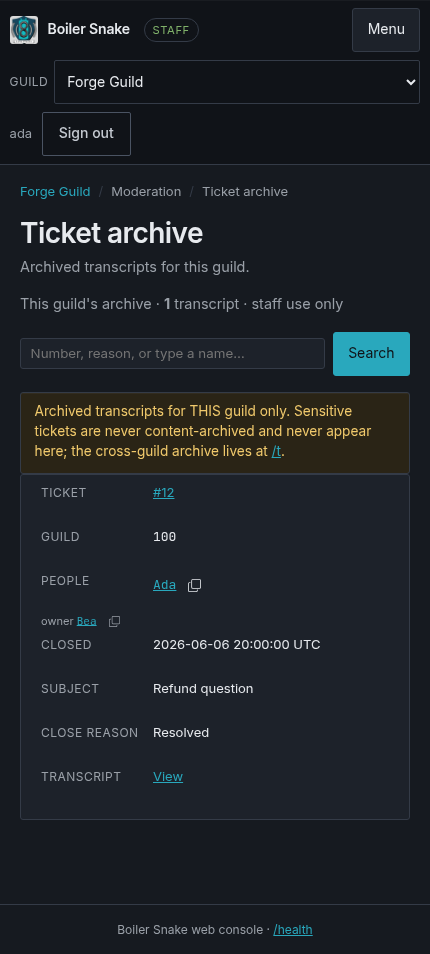 Boiler Snake STAFF Menu
GUILD Forge Guild
ada Sign out
Forge Guild / Moderation / Ticket archive
Ticket archive
Archived transcripts for this guild.
This guild's archive · 1 transcript · staff use only
Number, reason, or type a name... Search
Archived transcripts for THIS guild only. Sensitive
tickets are never content-archived and never appear
here; the cross-guild archive lives at /t.
TICKET #12
GUILD 100
PEOPLE Ada
owner Bea
CLOSED 2026-06-06 20:00:00 UTC
SUBJECT Refund question
CLOSE REASON Resolved
TRANSCRIPT View
Boiler Snake web console · /health